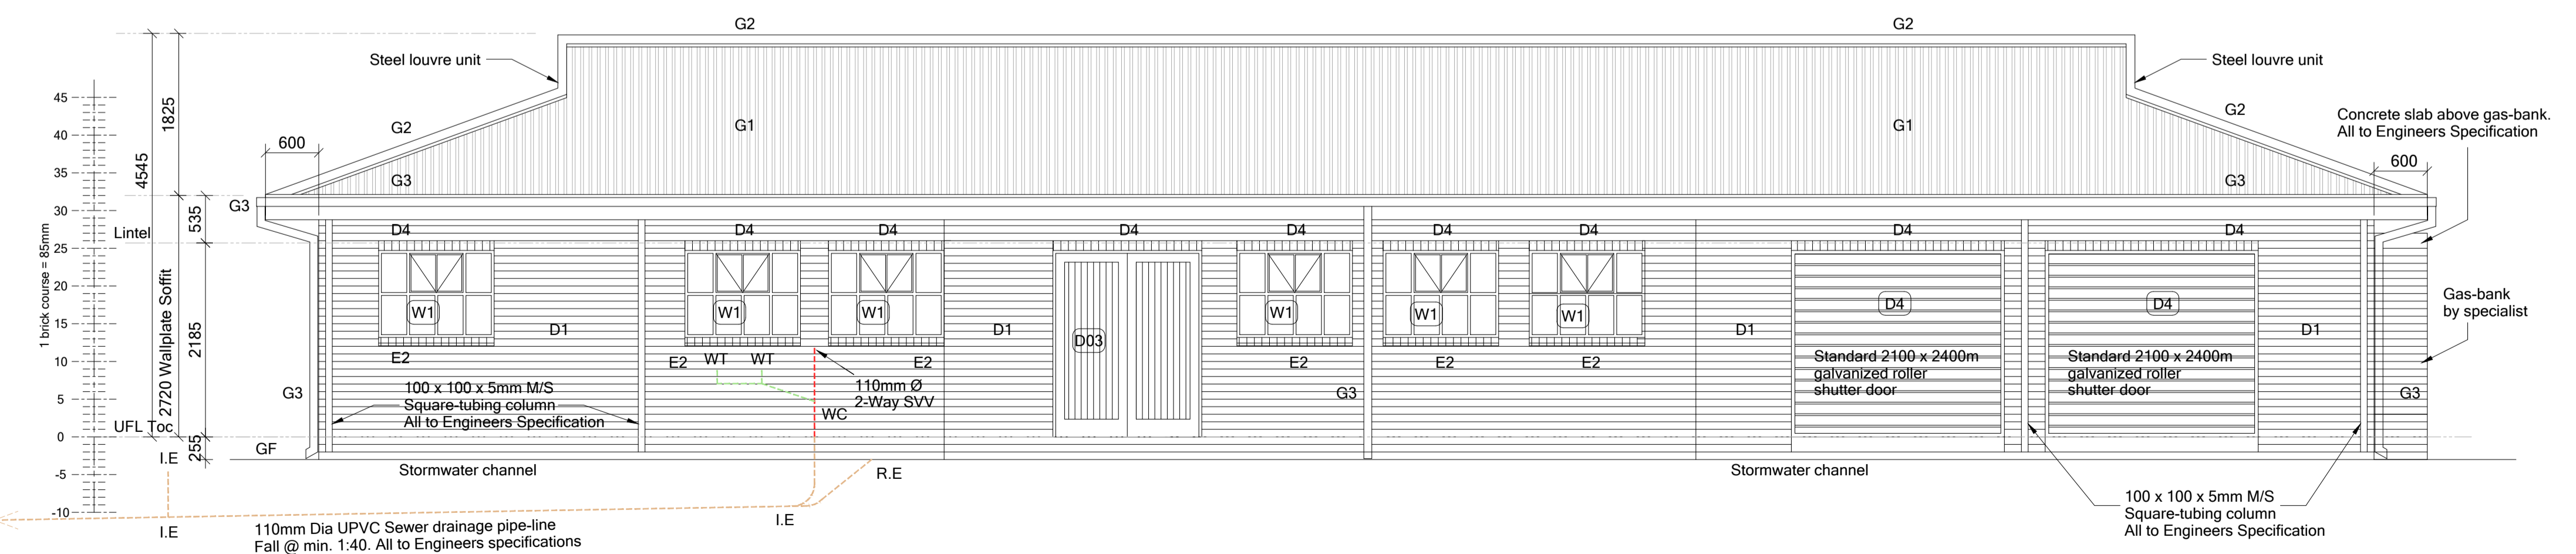 G2
G2
Steel louvre unit
Steel louvre unit
45
40
35
30
25
20
15
10
5
0
-5
-10
1 brick course = 85mm
4545
1825
2720 Wallplate Soffit
535
2185
255
600
G2
G1
G1
G2
Concrete slab above gas-bank.
All to Engineers Specification
600
G3
G3
G3
Lintel
D4
D4
D4
D4
D4
D4
D4
D4
D4
W1
W1
W1
D03
W1
W1
W1
D4
D4
Gas-bank
by specialist
D1
D1
D1
D1
E2
E2
WT
WT
E2
E2
E2
E2
Standard 2100 x 2400m
galvanized roller
shutter door
Standard 2100 x 2400m
galvanized roller
shutter door
G3
100 x 100 x 5mm M/S
Square-tubing column
All to Engineers Specification
110mm Ø
2-Way SVV
WC
G3
G3
UFL Toc
GF
I.E
Stormwater channel
R.E
Stormwater channel
I.E
I.E
110mm Dia UPVC Sewer drainage pipe-line
Fall @ min. 1:40. All to Engineers specifications
100 x 100 x 5mm M/S
Square-tubing column
All to Engineers Specification